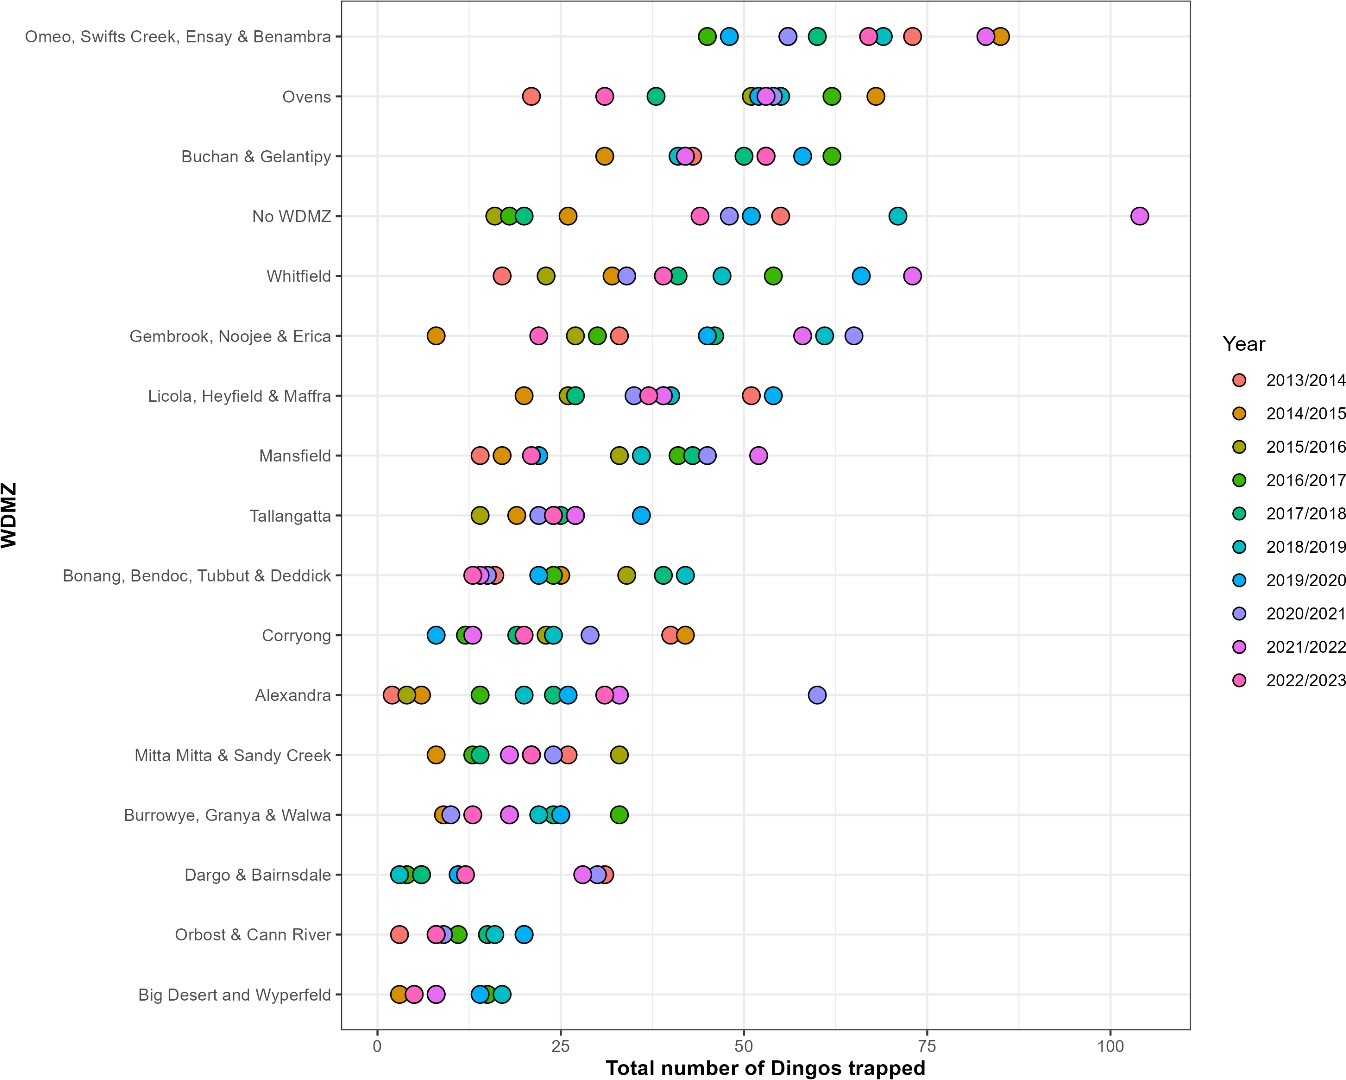 Omeo, Swifts Creek, Ensay & Benambra
Ovens
Buchan & Gelantipy
No WDMZ
Whitfield
Gembrook, Noojee & Erica
Licola, Heyfield & Maffra
Mansfield
Tallangatta
Bonang, Bendoc, Tubbut & Deddick
Corryong
Alexandra
Mitta Mitta & Sandy Creek
Burrowye, Granya & Walwa
Dargo & Bairnsdale
Orbost & Cann River
Big Desert and Wyperfeld
WDMZ
0 25 50 75 100
Total number of Dingos trapped
Year
2013/2014
2014/2015
2015/2016
2016/2017
2017/2018
2018/2019
2019/2020
2020/2021
2021/2022
2022/2023